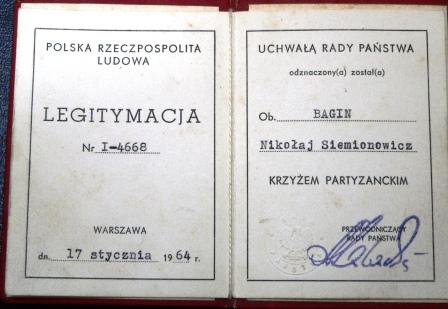 POLSKA RZECZPOSPOLITA
LUDOWA
LEGITYMACJA
Nr I-4668
WARSZAWA
dn. 17 stycznia 1964 r.
UCHWAŁĄ RADY PAŃSTWA
odznaczony(a) został(a)
Ob. BAGIN
Nikołaj Siemionowicz
KRZYŻEM PARTYZANCKIM
PRZEWODNICZĄCY
RADY PAŃSTWA